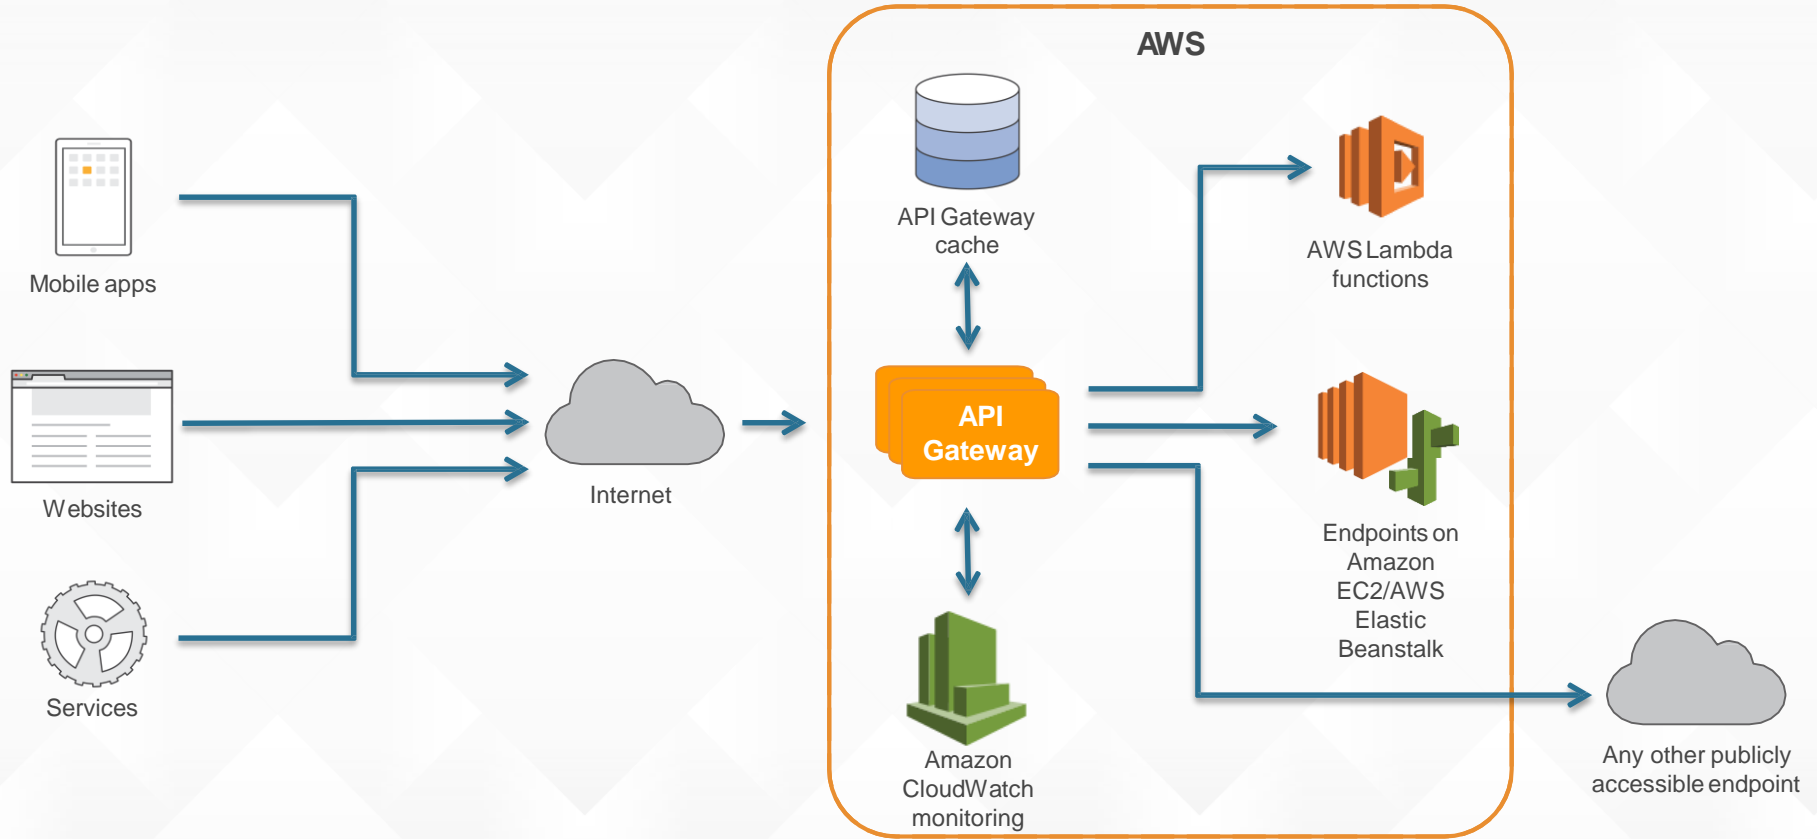 AWS
Mobile apps
Websites
Services
Internet
API Gateway
cache
API
Gateway
Amazon
CloudWatch
monitoring
AWS Lambda
functions
Endpoints on
Amazon
EC2/AWS
Elastic
Beanstalk
Any other publicly
accessible endpoint